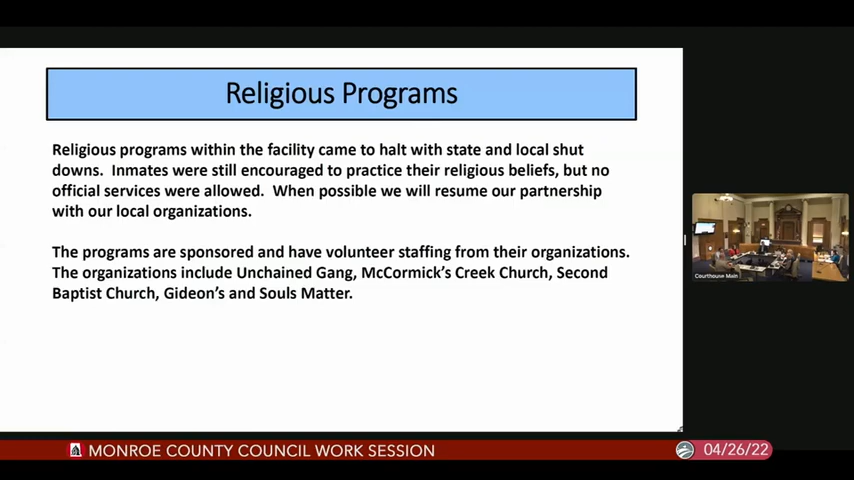 Religious Programs
Religious programs within the facility came to halt with state and local shut
downs. Inmates were still encouraged to practice their religious beliefs, but no
official services were allowed. When possible we will resume our partnership
with our local organizations.
The programs are sponsored and have volunteer staffing from their organizations.
The organizations include Unchained Gang, McCormick's Creek Church, Second
Baptist Church, Gideon's and Souls Matter.
Courthouse Main
MONROE COUNTY COUNCIL WORK SESSION
04/26/22